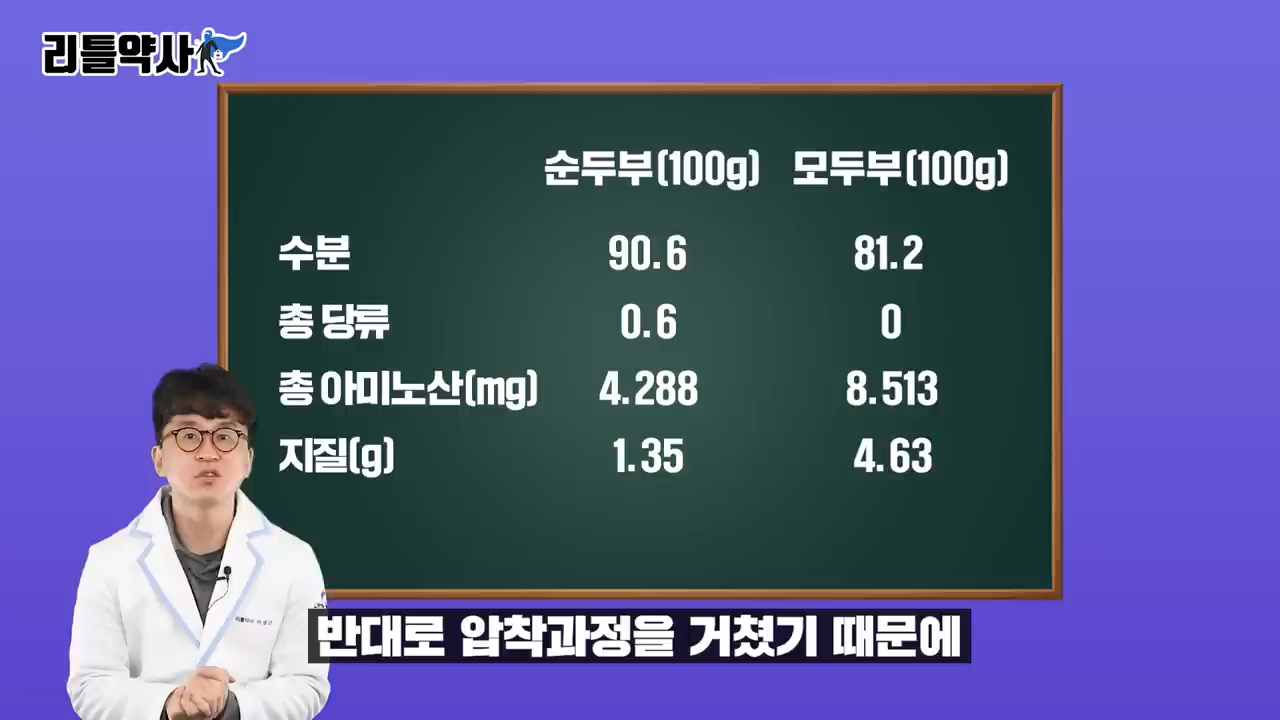 리틀약사
순두부(100g) 모두부(100g)
수분 90.6 81.2
총 당류 0.6 0
총 아미노산(mg) 4.288 8.513
지질(g) 1.35 4.63
반대로 압착과정을 거쳤기 때문에